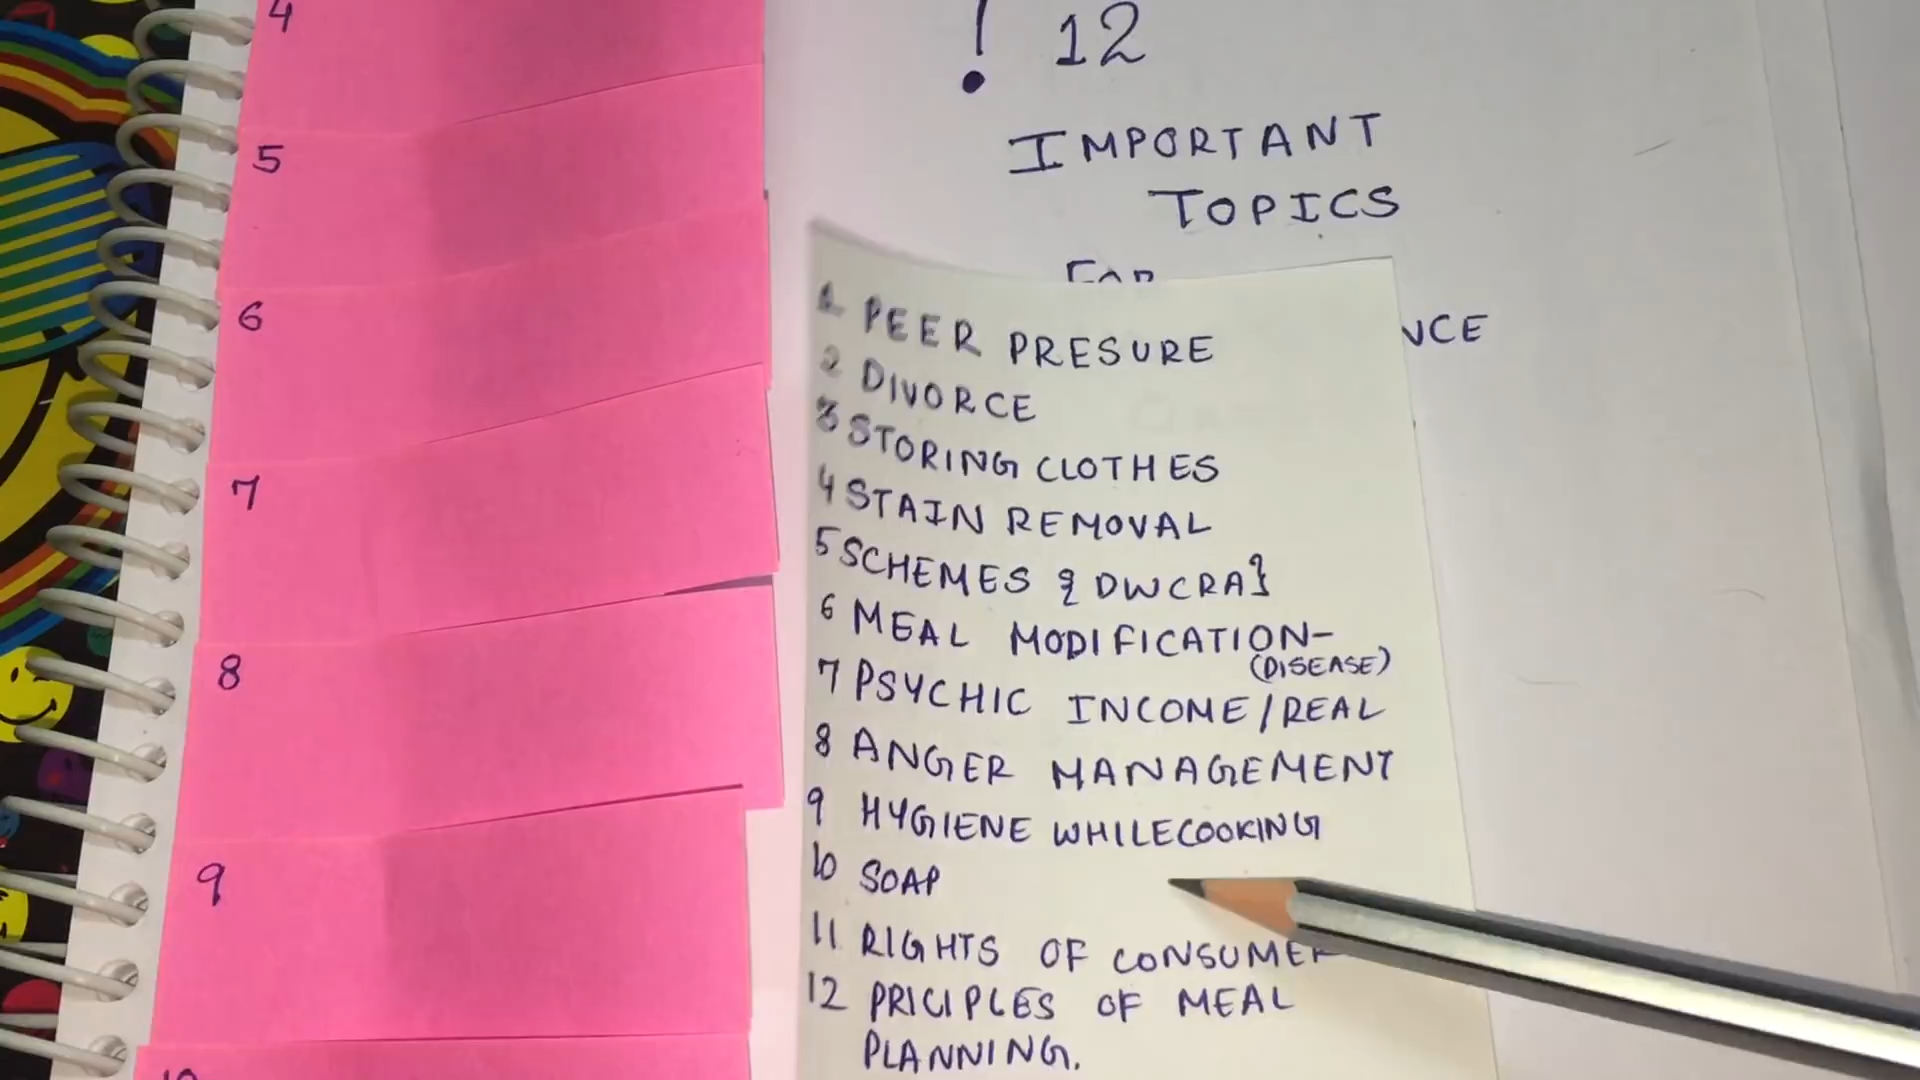 4
5
6
7
8
9
! 12
IMPORTANT
TOPICS
1 PEER PRESURE
2 DIVORCE
3 STORING CLOTHES
4 STAIN REMOVAL
5 SCHEMES { DWCRA }
6 MEAL MODIFICATION-
(DISEASE)
7 PSYCHIC INCOME/REAL
8 ANGER MANAGEMENT
9 HYGIENE WHILE COOKING
10 SOAP
11 RIGHTS OF CONSUMER
12 PRICIPLES OF MEAL
PLANNING.